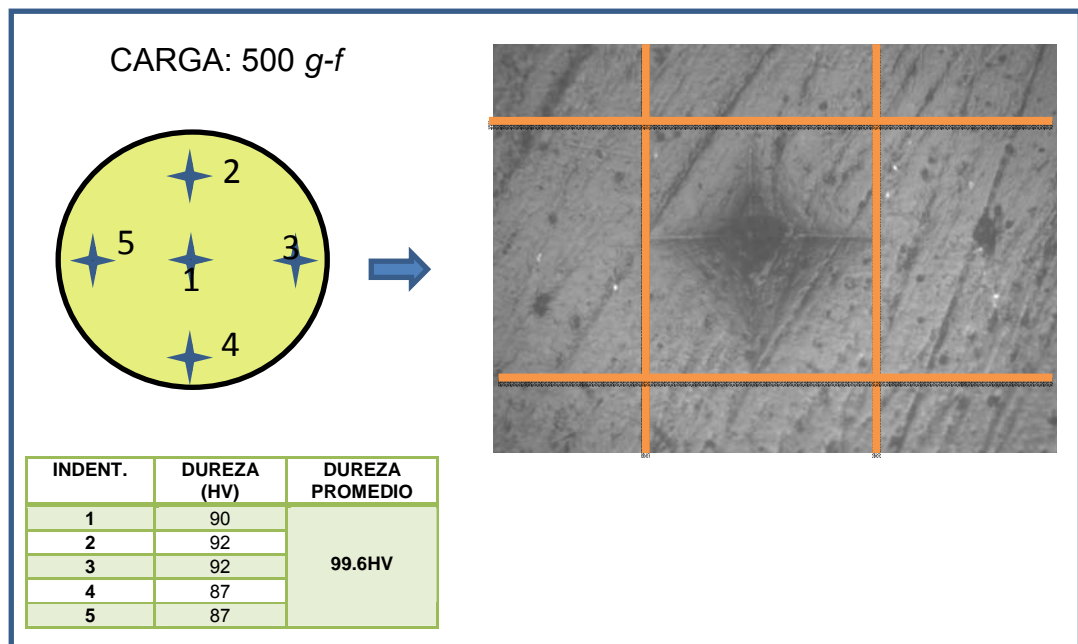 CARGA: 500 g-f
2
5
3
1
4
INDENT.
DUREZA
(HV)
DUREZA
PROMEDIO
1
90
99.6HV
2
92
3
92
4
87
5
87